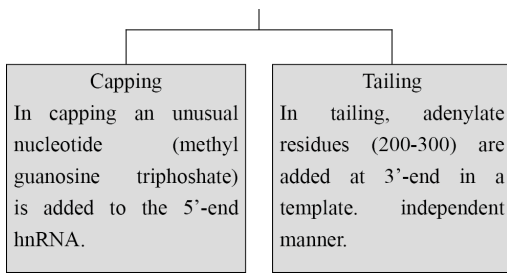 Capping
In capping an unusual
nucleotide (methyl
guanosine triphoshate)
is added to the 5’-end
hnRNA.
Tailing
In tailing, adenylate
residues (200-300) are
added at 3’-end in a
template. independent
manner.